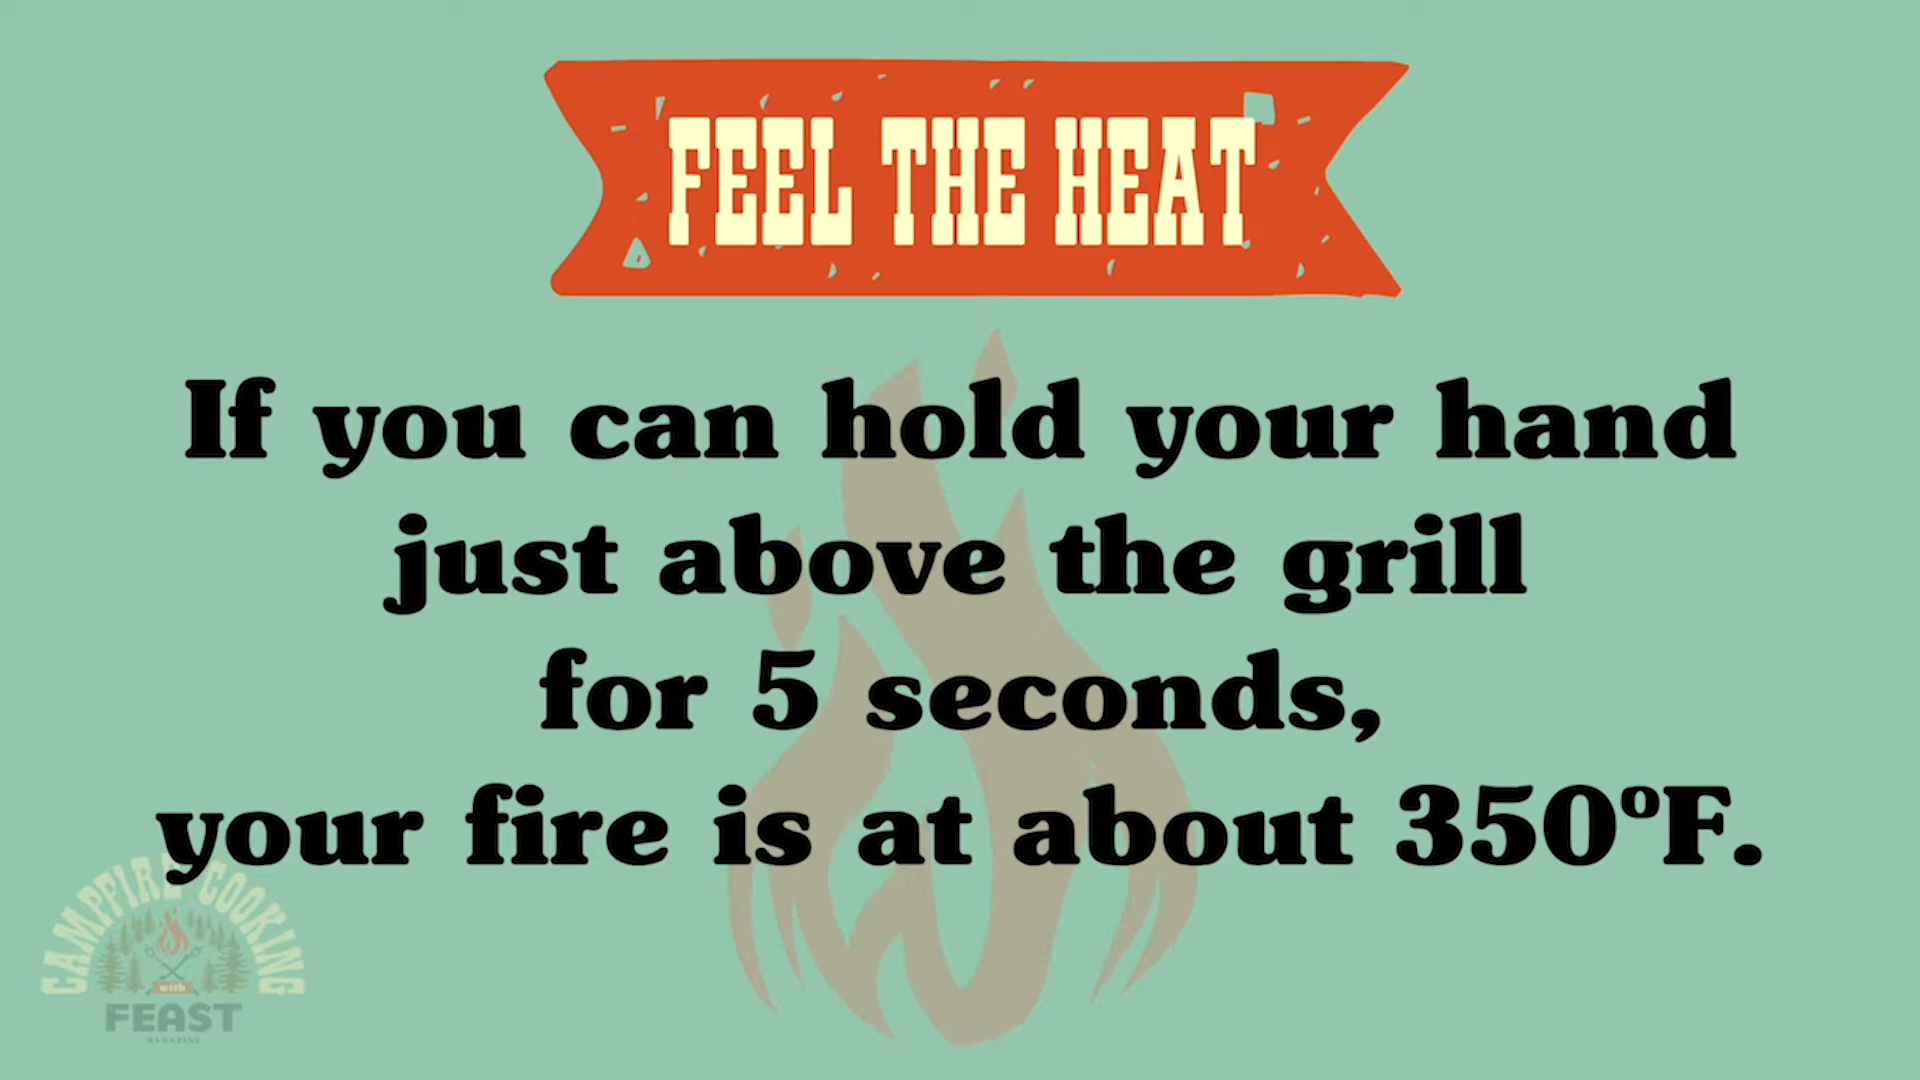 FEEL THE HEAT
If you can hold your hand
just above the grill
for 5 seconds,
your fire is at about 350ºF.
CAMPFIRE COOKING
with
FEAST
MAGAZINE